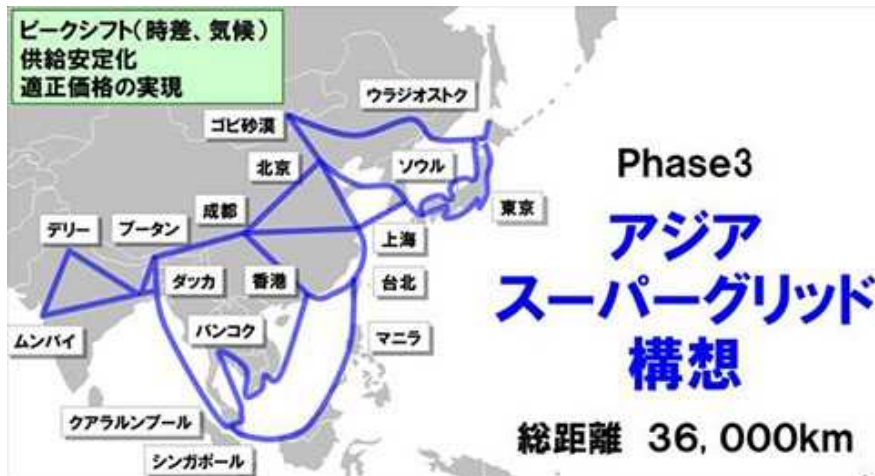 ピークシフト(時差、気候)
供給安定化
適正価格の実現
ウラジオストク
ゴビ砂漠
北京
ソウル
Phase3
成都
東京
デリー
ブータン
上海
アジア
ダッカ
香港
台北
スーパーグリッド
ムンバイ
バンコク
マニラ
構想
クアラルンプール
シンガポール
総距離 36,000km